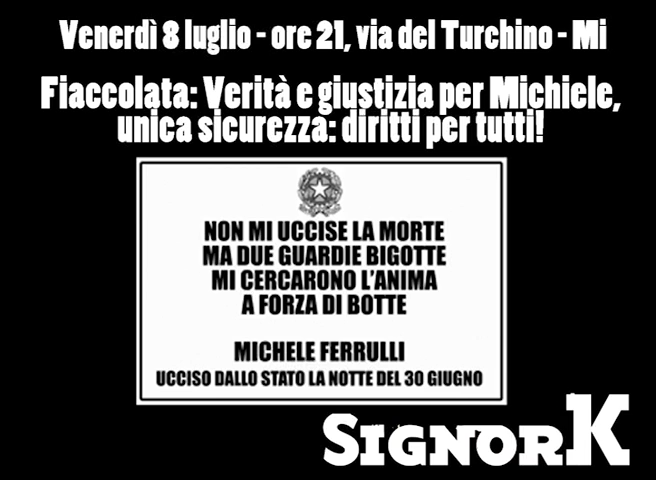 Venerdì 8 luglio - ore 21, via del Turchino - Mi
Fiaccolata: Verità e giustizia per Michiele,
unica sicurezza: diritti per tutti!
NON MI UCCISE LA MORTE
MA DUE GUARDIE BIGOTTE
MI CERCARONO L'ANIMA
A FORZA DI BOTTE
MICHELE FERRULLI
UCCISO DALLO STATO LA NOTTE DEL 30 GIUGNO
SIGNORK